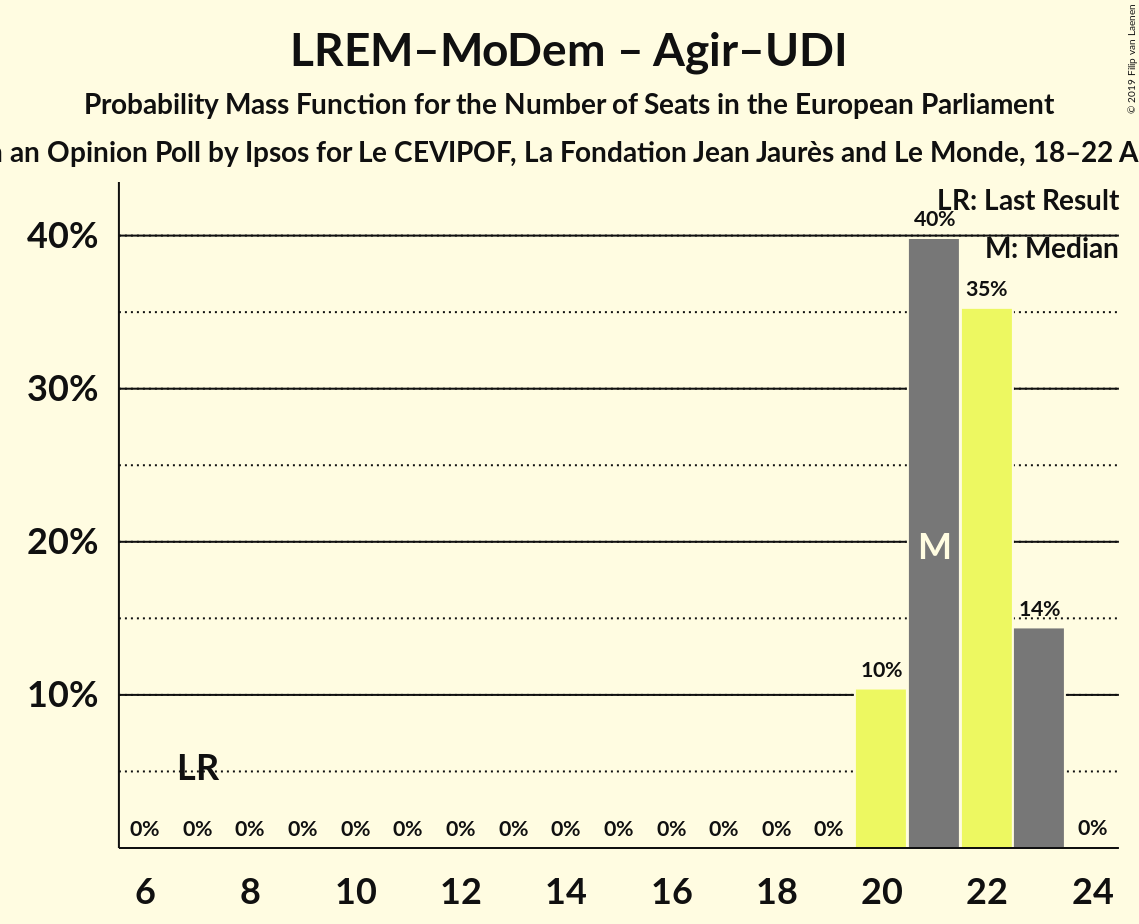 LREM–MoDem – Agir–UDI
Probability Mass Function for the Number of Seats in the European Parliament
an Opinion Poll by Ipsos for Le CEVIPOF, La Fondation Jean Jaurès and Le Monde, 18–22 A
© 2019 Filip van Laenen
LR: Last Result
M: Median
40%
30%
20%
10%
40%
35%
14%
10%
M
LR
0% 0% 0% 0% 0% 0% 0% 0% 0% 0% 0% 0% 0% 0% 0%
6 8 10 12 14 16 18 20 22 24